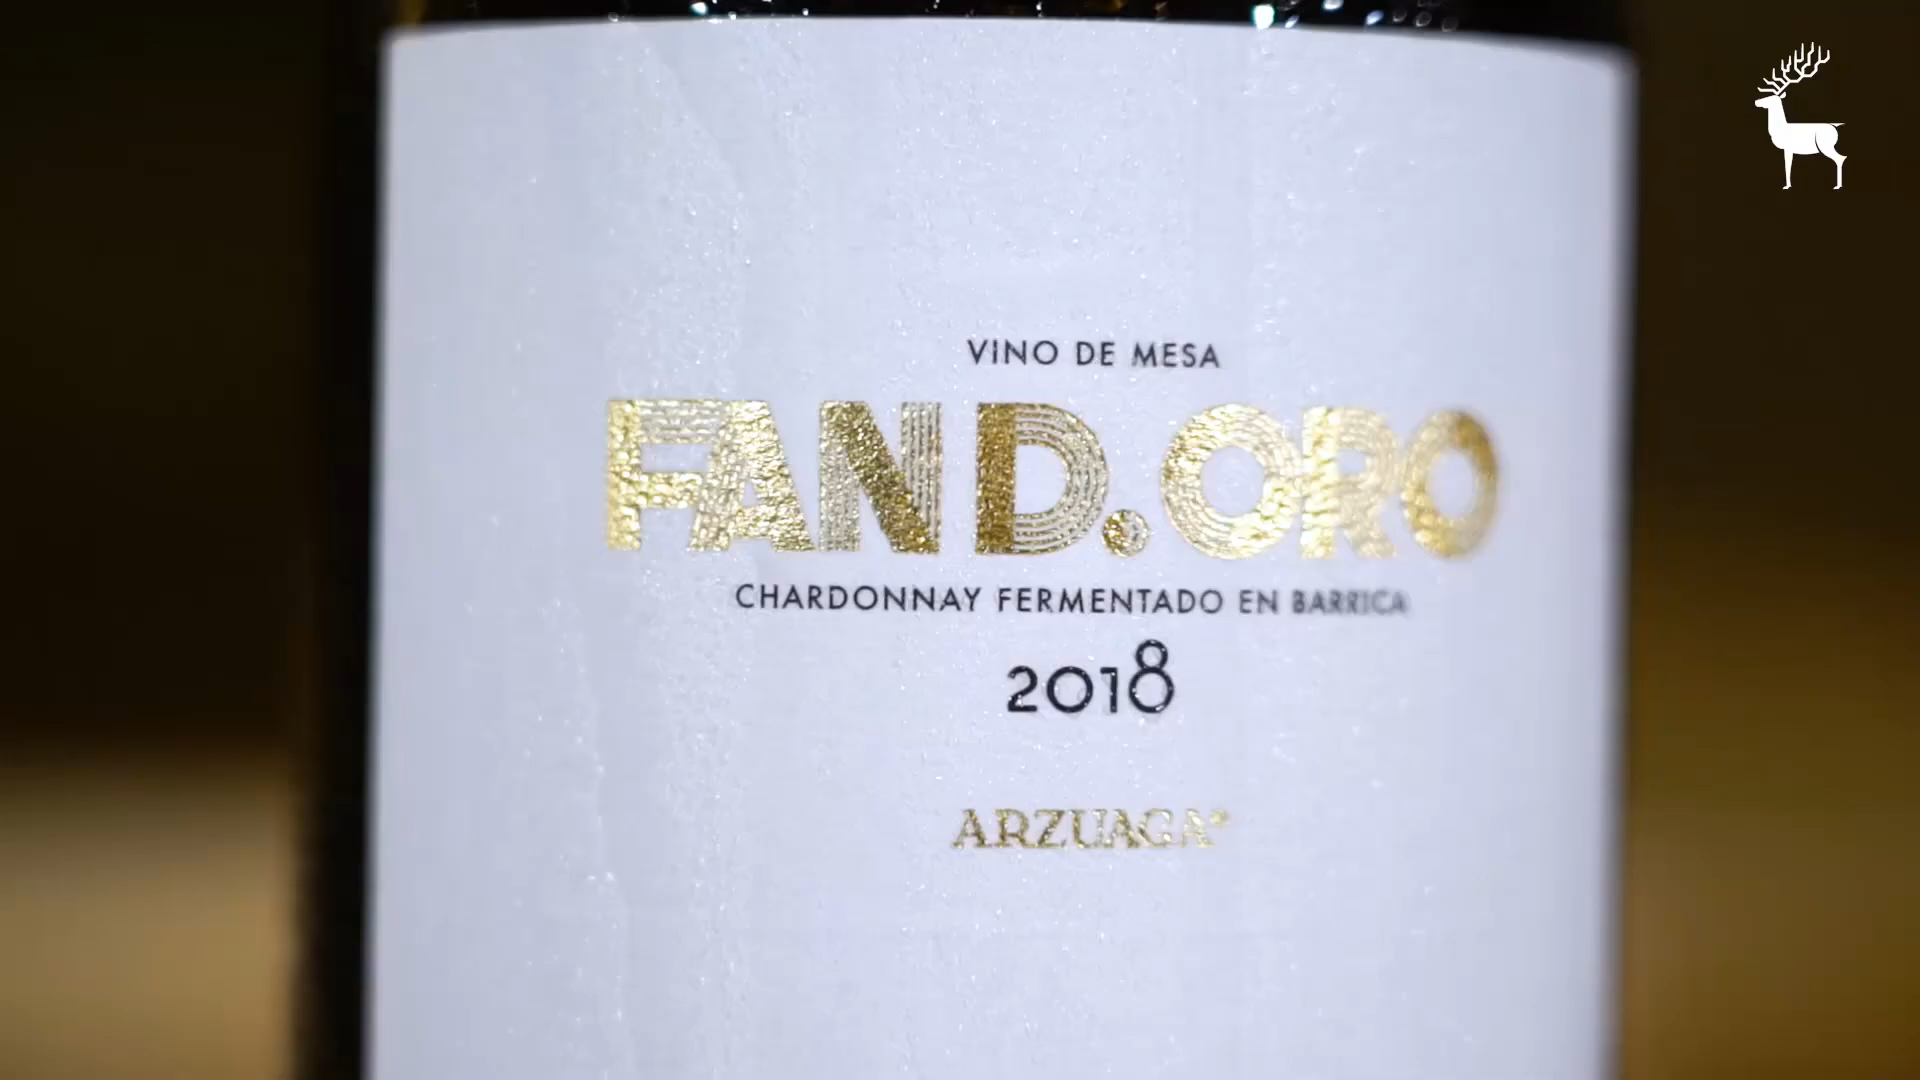 VINO DE MESA
FAN D.ORO
CHARDONNAY FERMENTADO EN BARRICA
2018
ARZUAGA®